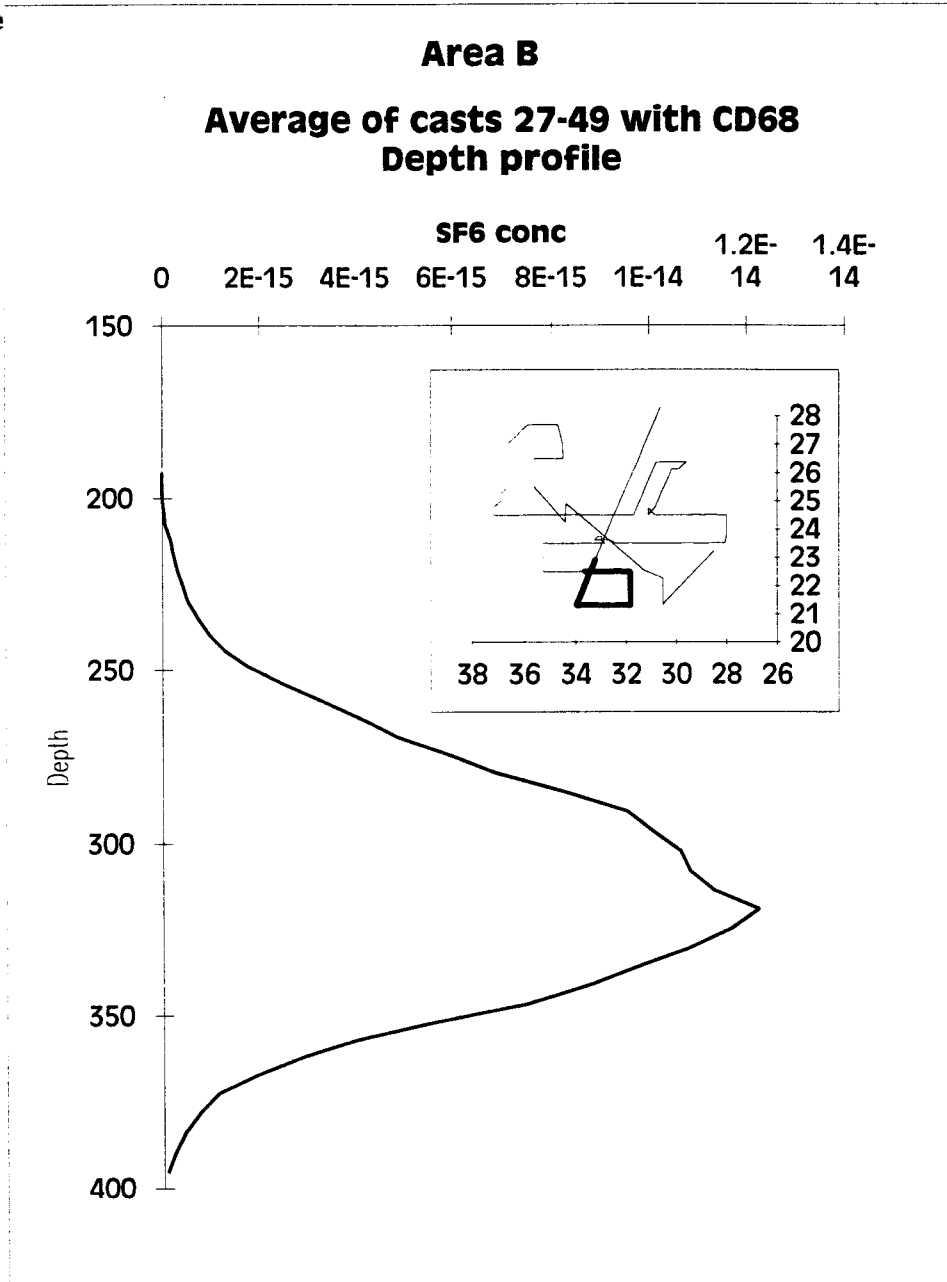 e
Area B
Average of casts 27-49 with CD68
Depth profile
SF6 conc
0 2E-15 4E-15 6E-15 8E-15 1E-14 1.2E-14 1.4E-14
150
200
250
300
350
400
Depth
28
27
26
25
24
23
22
21
20
38 36 34 32 30 28 26